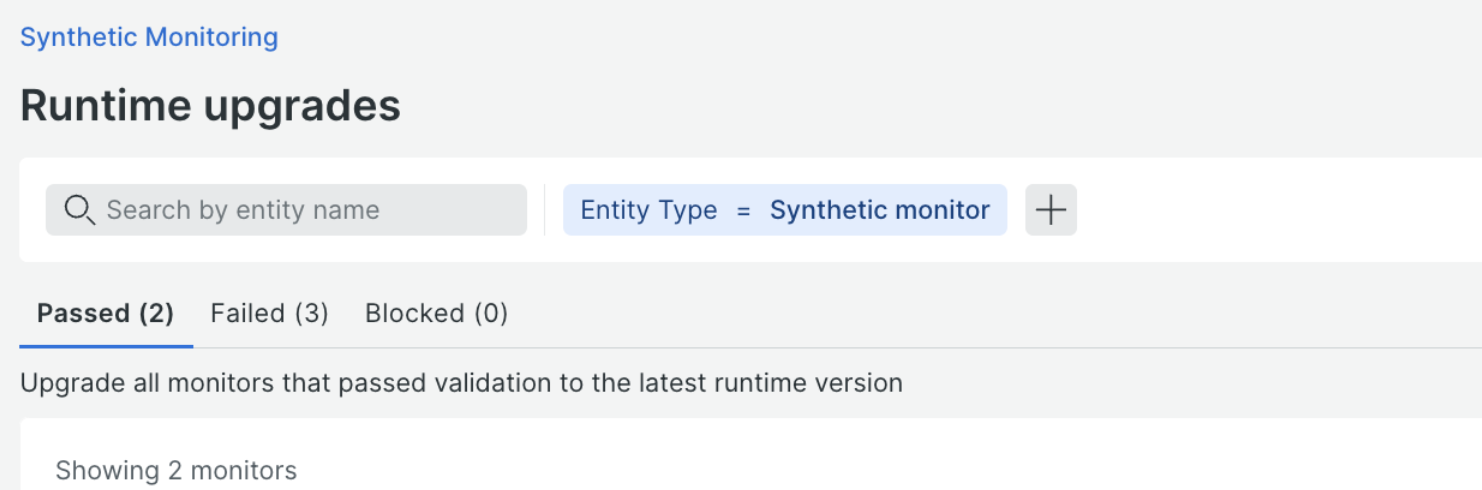 Synthetic Monitoring
Runtime upgrades
Search by entity name
Entity Type = Synthetic monitor
Passed (2) Failed (3) Blocked (0)
Upgrade all monitors that passed validation to the latest runtime version
Showing 2 monitors